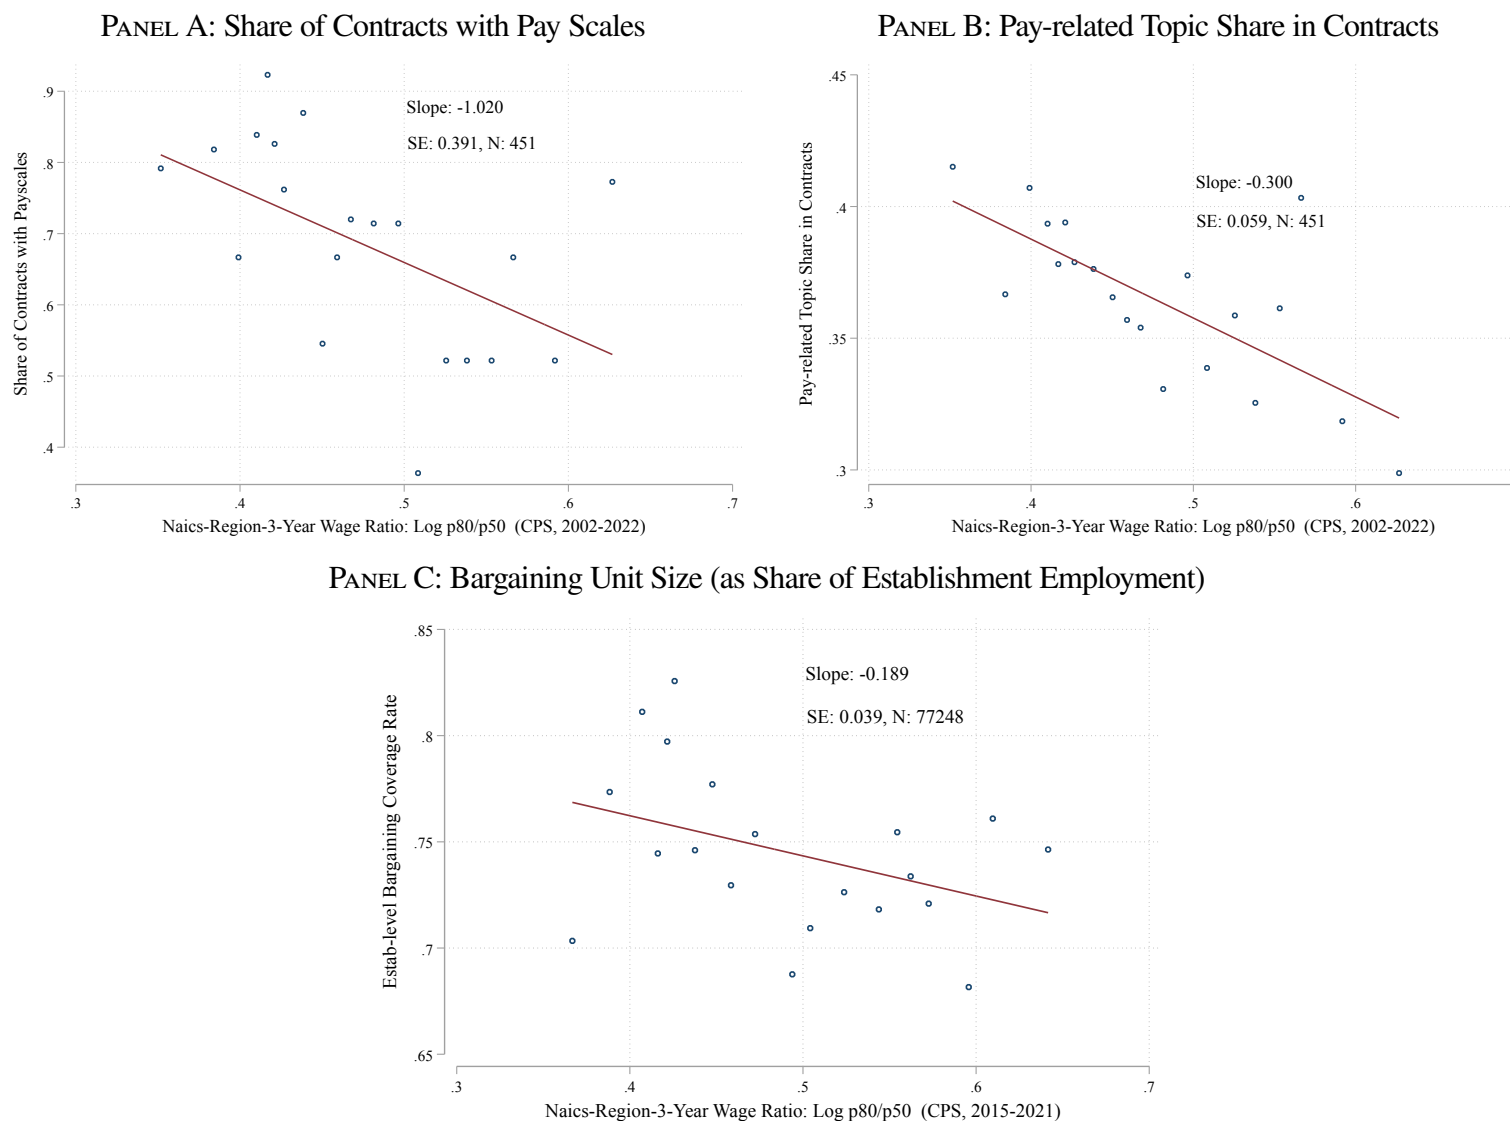 PANEL A: Share of Contracts with Pay Scales
Share of Contracts with Payscales
.9
.8
.7
.6
.5
.4
Slope: -1.020
SE: 0.391, N: 451
.3 .4 .5 .6 .7
Naics-Region-3-Year Wage Ratio: Log p80/p50 (CPS, 2002-2022)
PANEL B: Pay-related Topic Share in Contracts
Pay-related Topic Share in Contracts
.45
.4
.35
.3
Slope: -0.300
SE: 0.059, N: 451
.3 .4 .5 .6
Naics-Region-3-Year Wage Ratio: Log p80/p50 (CPS, 2002-2022)
PANEL C: Bargaining Unit Size (as Share of Establishment Employment)
Estab-level Bargaining Coverage Rate
.85
.8
.75
.7
.65
Slope: -0.189
SE: 0.039, N: 77248
.3 .4 .5 .6 .7
Naics-Region-3-Year Wage Ratio: Log p80/p50 (CPS, 2015-2021)